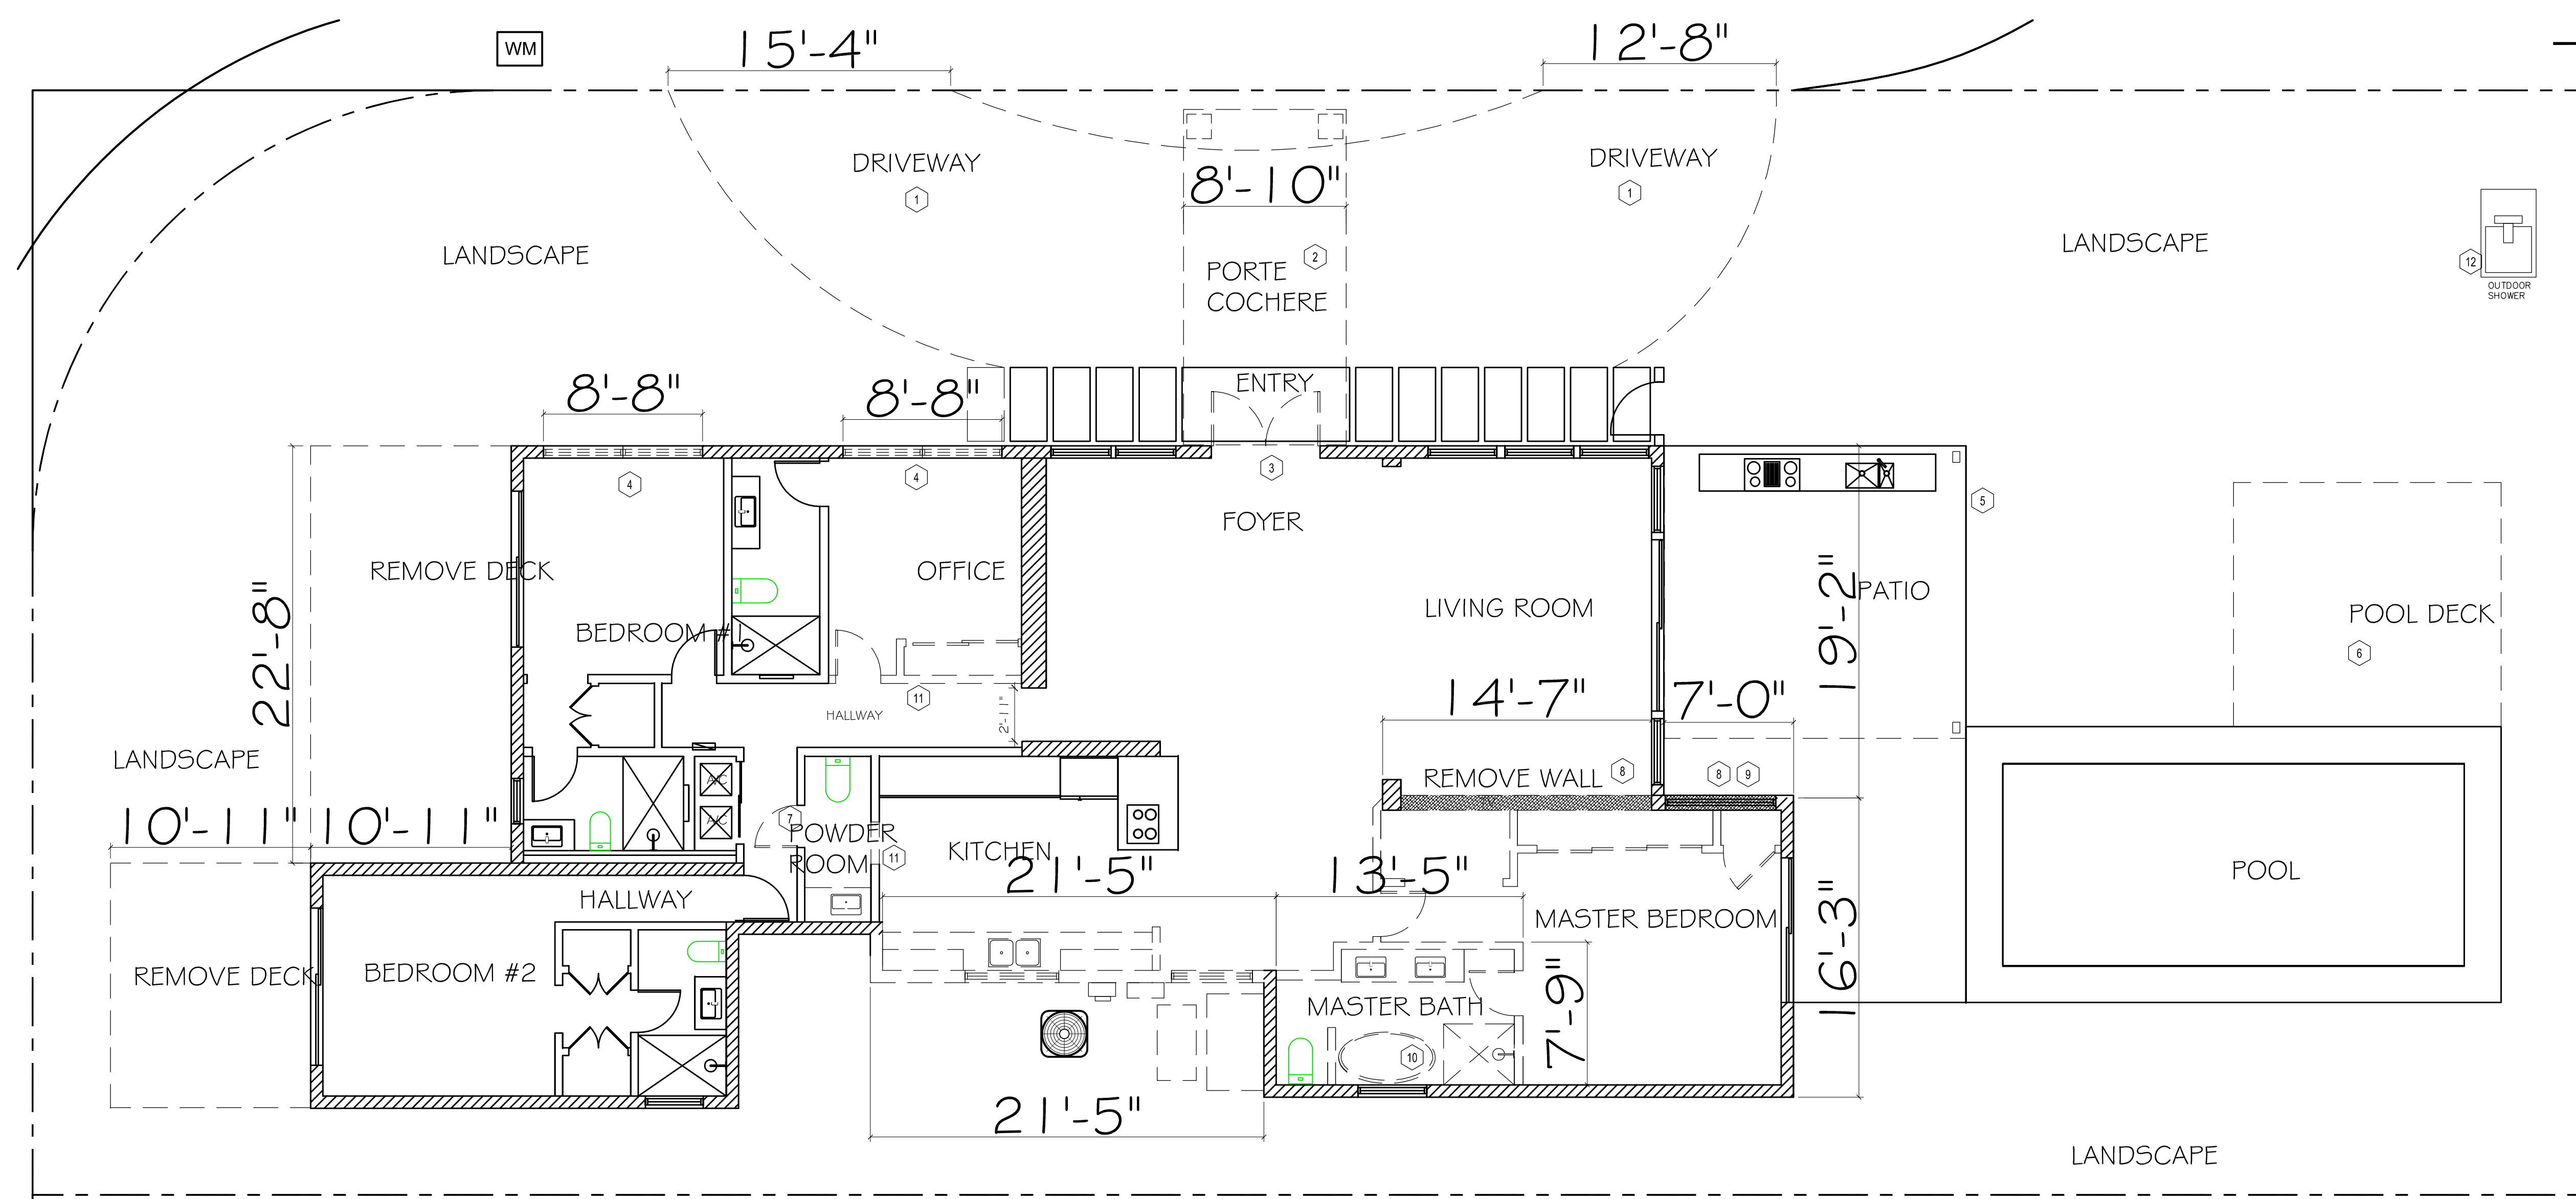 WM
15'-4"
12'-8"
DRIVEWAY
1
DRIVEWAY
1
8'-10"
LANDSCAPE
PORTE
COCHERE
2
LANDSCAPE
12
OUTDOOR
SHOWER
8'-8"
8'-8"
ENTRY
4
4
3
5
FOYER
REMOVE DECK
OFFICE
BEDROOM #
LIVING ROOM
19'-2"
PATIO
POOL DECK
6
22'-8"
11
HALLWAY
2'-11"
14'-7"
7'-0"
LANDSCAPE
A/C
A/C
REMOVE WALL
8
8
9
10'-11"
10'-11"
7
POWDER
ROOM
11
KITCHEN
21'-5"
13'-5"
POOL
HALLWAY
MASTER BEDROOM
16'-3"
REMOVE DECK
BEDROOM #2
MASTER BATH
7'-9"
10
21'-5"
LANDSCAPE